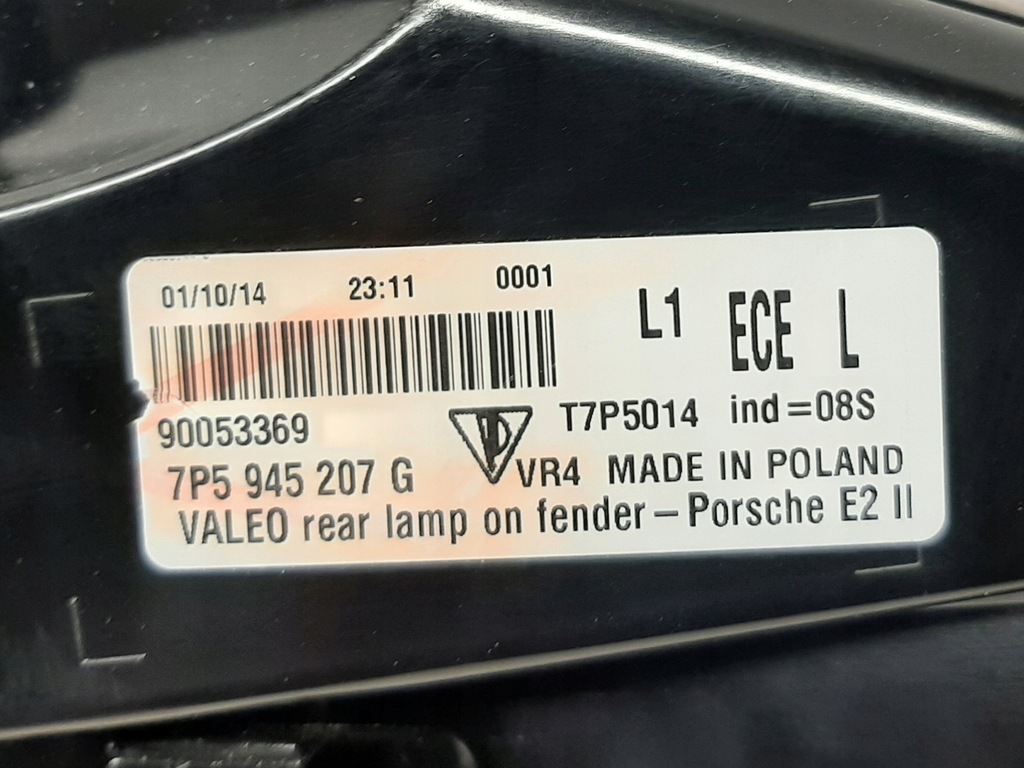 01/10/14 23:11 0001
L1 ECE L
90053369 T7P5014 ind=08S
7P5 945 207 G VR4 MADE IN POLAND
VALEO rear lamp on fender – Porsche E2 II